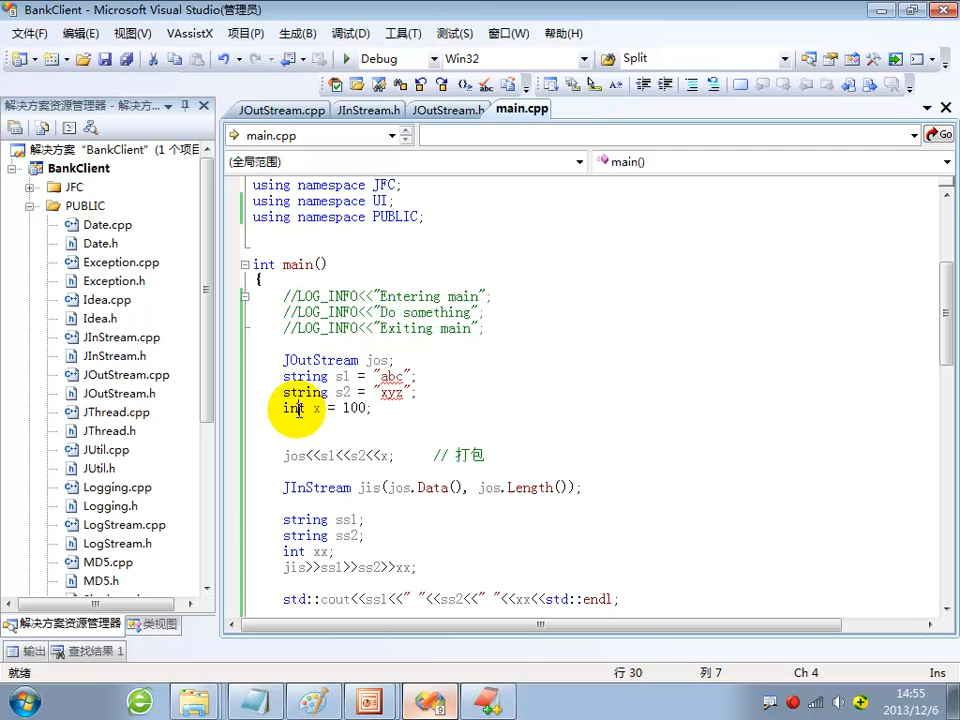 BankClient - Microsoft Visual Studio(管理员)
文件(F) 编辑(E) 视图(V) VAssistX 项目(P) 生成(B) 调试(D) 工具(T) 测试(S) 窗口(W) 帮助(H)
Debug Win32 Split
解决方案资源管理器 - 解决方...
JOutStream.cpp JInStream.h JOutStream.h main.cpp
main.cpp Go
(全局范围) main()
解决方案 "BankClient" (1 个项目
BankClient
JFC
PUBLIC
Date.cpp
Date.h
Exception.cpp
Exception.h
Idea.cpp
Idea.h
JInStream.cpp
JInStream.h
JOutStream.cpp
JOutStream.h
JThread.cpp
JThread.h
JUtil.cpp
JUtil.h
Logging.cpp
Logging.h
LogStream.cpp
LogStream.h
MD5.cpp
MD5.h
解决方案资源管理器 类视图
using namespace JFC;
using namespace UI;
using namespace PUBLIC;
int main()
{
//LOG_INFO<<"Entering main";
//LOG_INFO<<"Do something";
//LOG_INFO<<"Exiting main";
JOutStream jos;
string s1 = "abc";
string s2 = "xyz";
int x = 100;
jos<<s1<<s2<<x; // 打包
JInStream jis(jos.Data(), jos.Length());
string ss1;
string ss2;
int xx;
jis>>ss1>>ss2>>xx;
std::cout<<ss1<<" "<<ss2<<" "<<xx<<std::endl;
输出 查找结果 1
就绪 行 30 列 7 Ch 4 Ins
14:55
2013/12/6